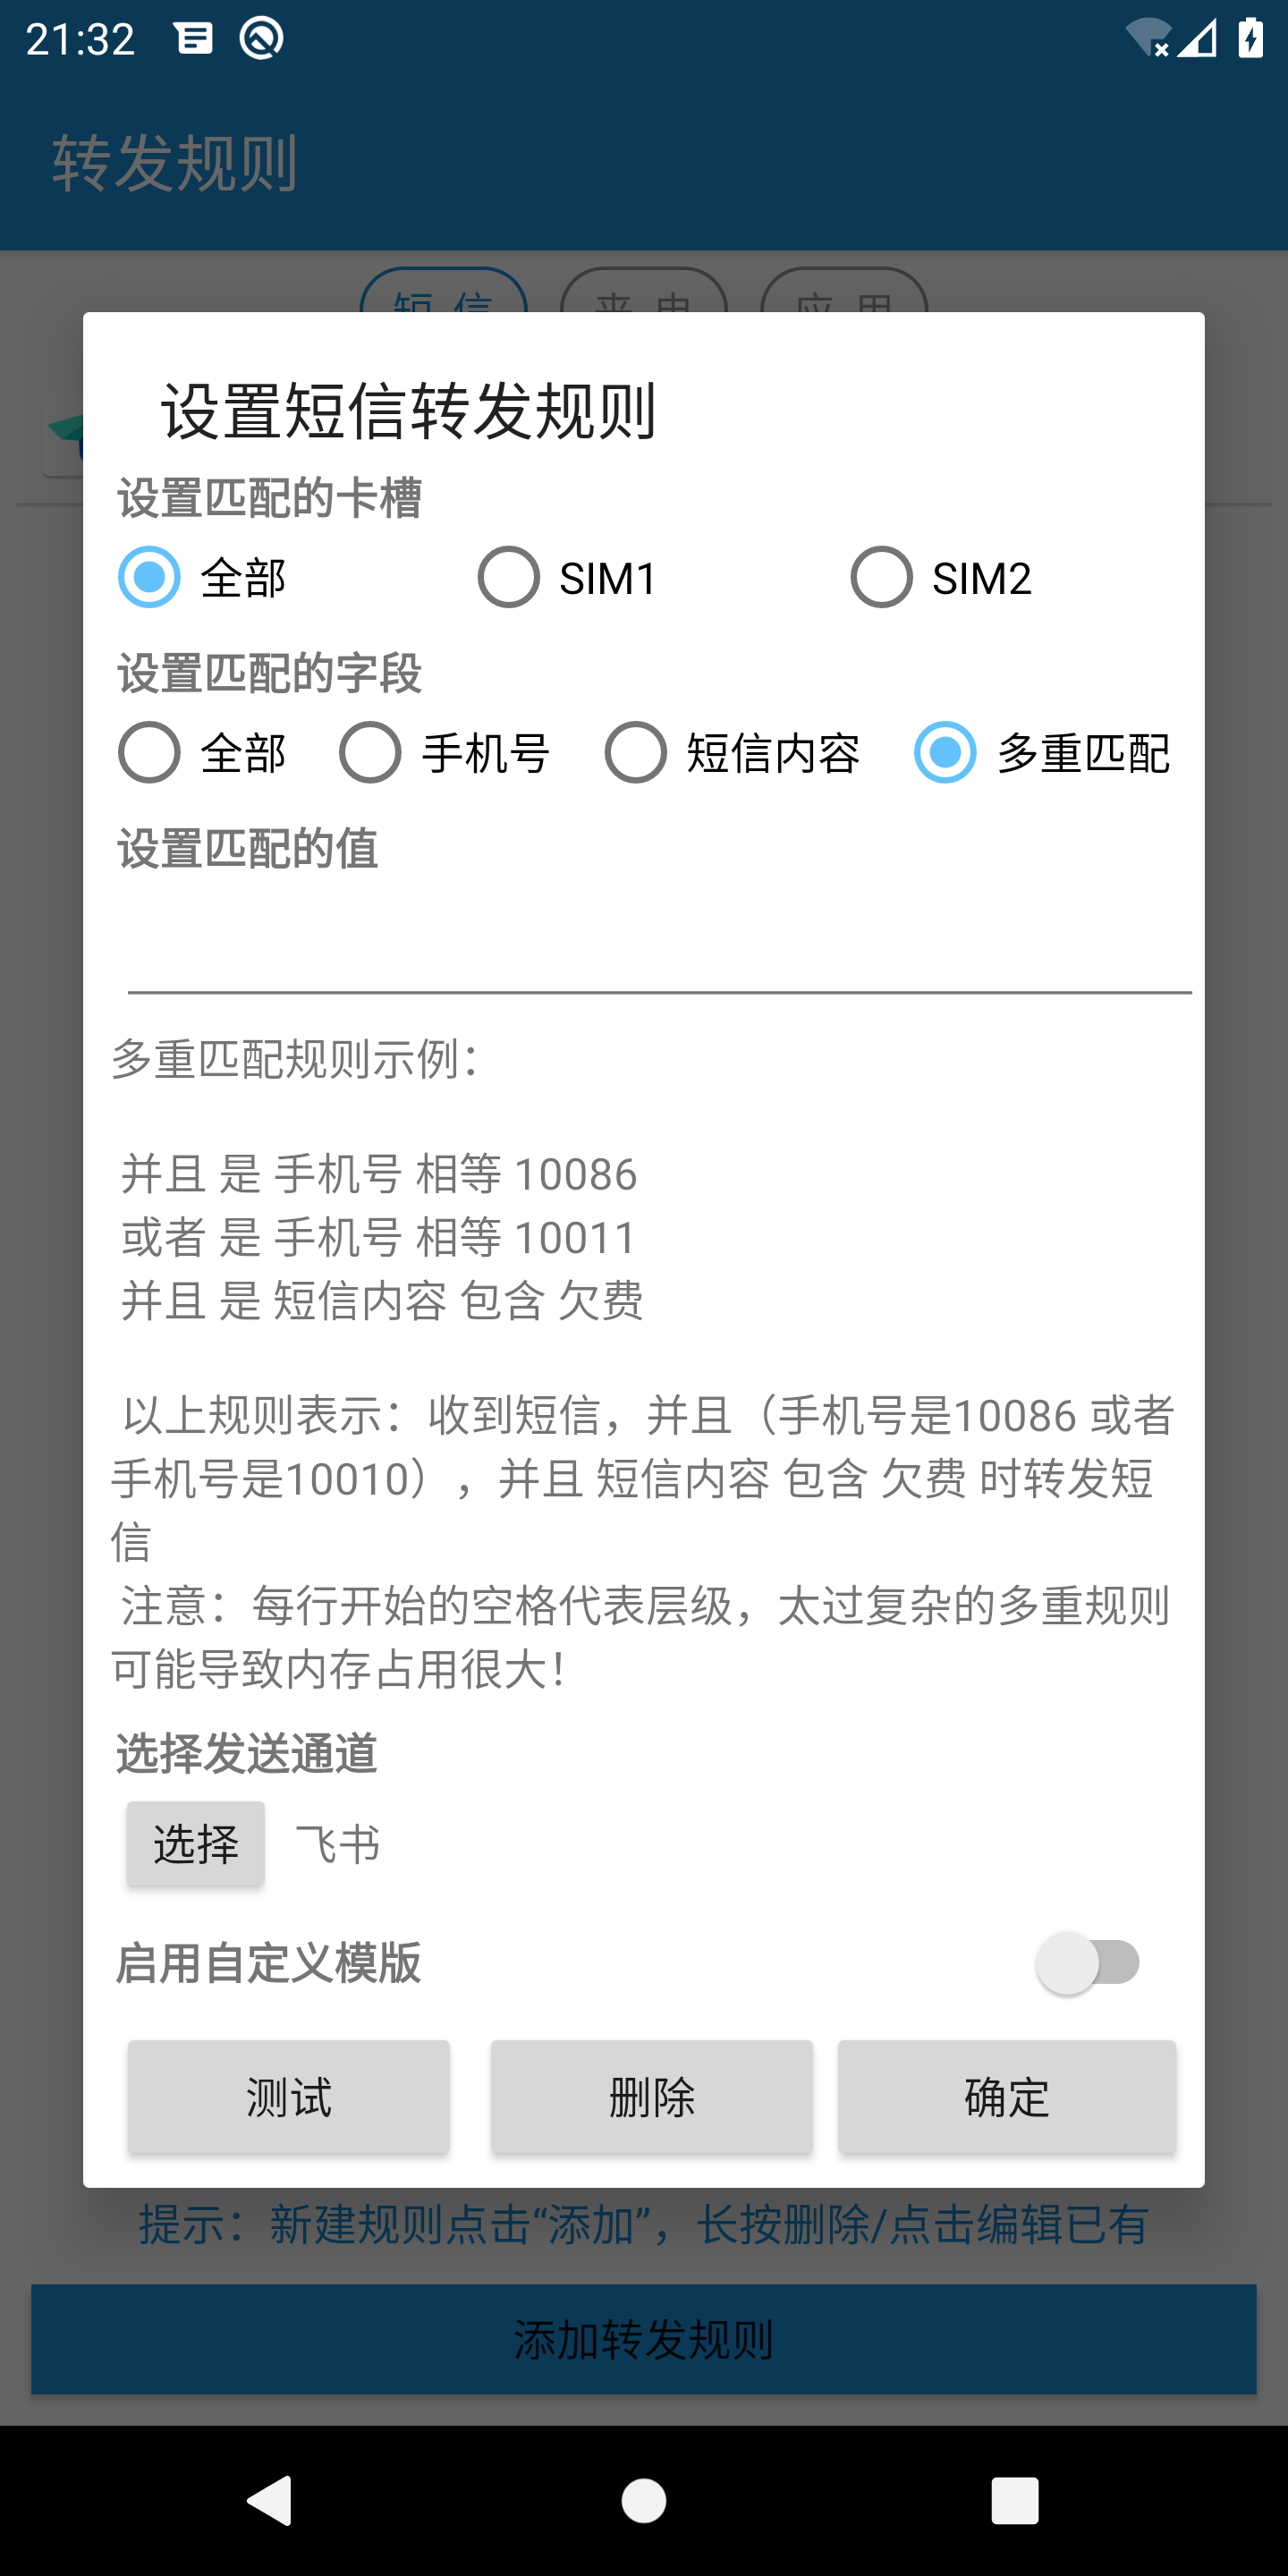 21:32
转发规则
短 信 来 电 应 用
设置短信转发规则
设置匹配的卡槽
全部 SIM1 SIM2
设置匹配的字段
全部 手机号 短信内容 多重匹配
设置匹配的值
多重匹配规则示例：
并且 是 手机号 相等 10086
或者 是 手机号 相等 10011
并且 是 短信内容 包含 欠费
以上规则表示：收到短信，并且（手机号是10086 或者
手机号是10010），并且 短信内容 包含 欠费 时转发短
信
注意：每行开始的空格代表层级，太过复杂的多重规则
可能导致内存占用很大！
选择发送通道
选择 飞书
启用自定义模版
测试 删除 确定
提示：新建规则点击“添加”，长按删除/点击编辑已有
添加转发规则